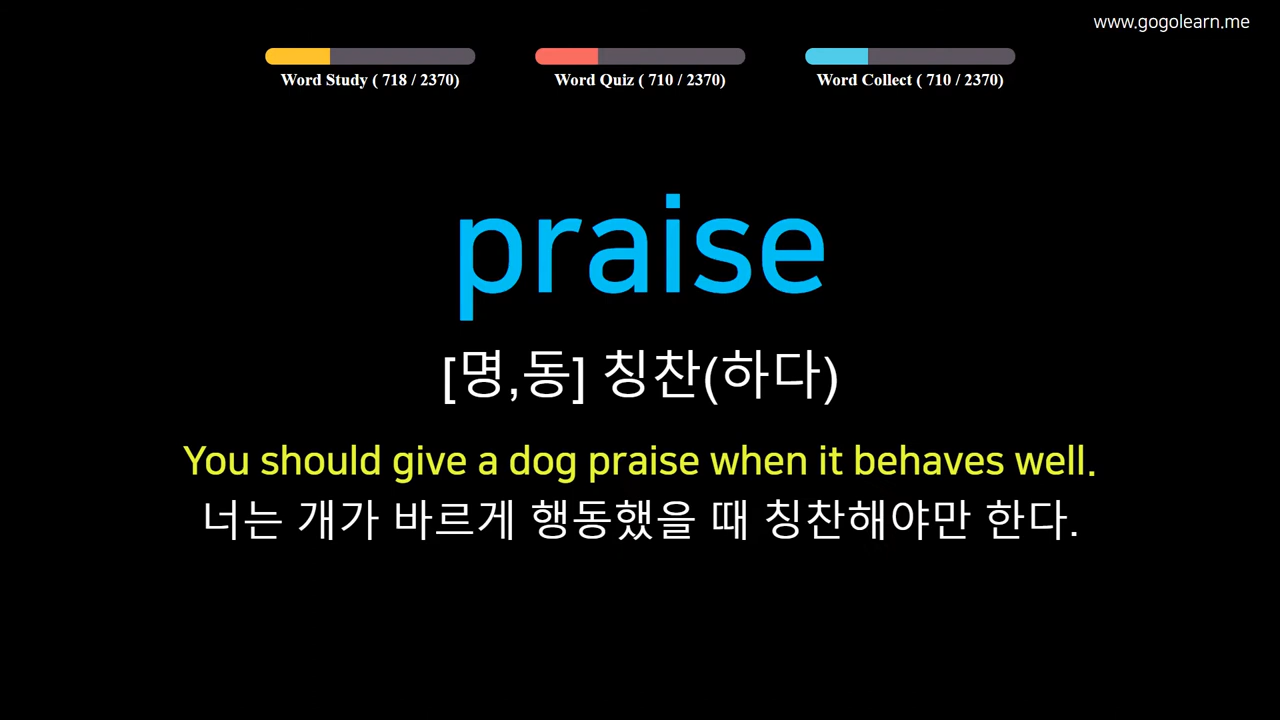 www.gogolearn.me
Word Study ( 718 / 2370)
Word Quiz ( 710 / 2370)
Word Collect ( 710 / 2370)
praise
[명,동] 칭찬(하다)
You should give a dog praise when it behaves well.
너는 개가 바르게 행동했을 때 칭찬해야만 한다.